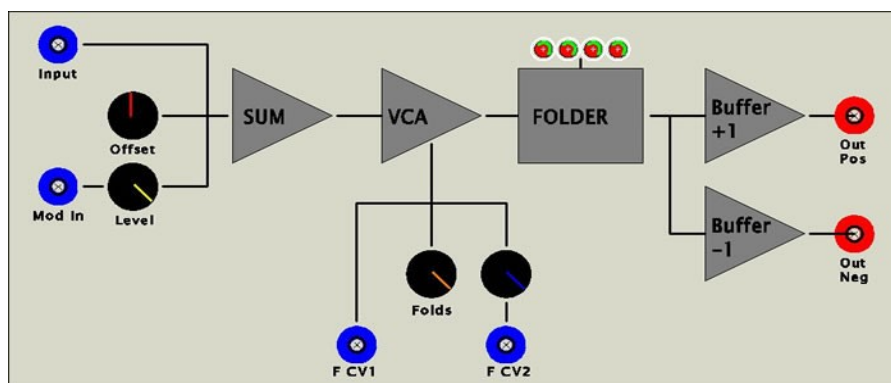 Input
Offset
Mod In
Level
SUM
VCA
FOLDER
Buffer
+1
Out
Pos
Buffer
-1
Out
Neg
Folds
F CV1
F CV2